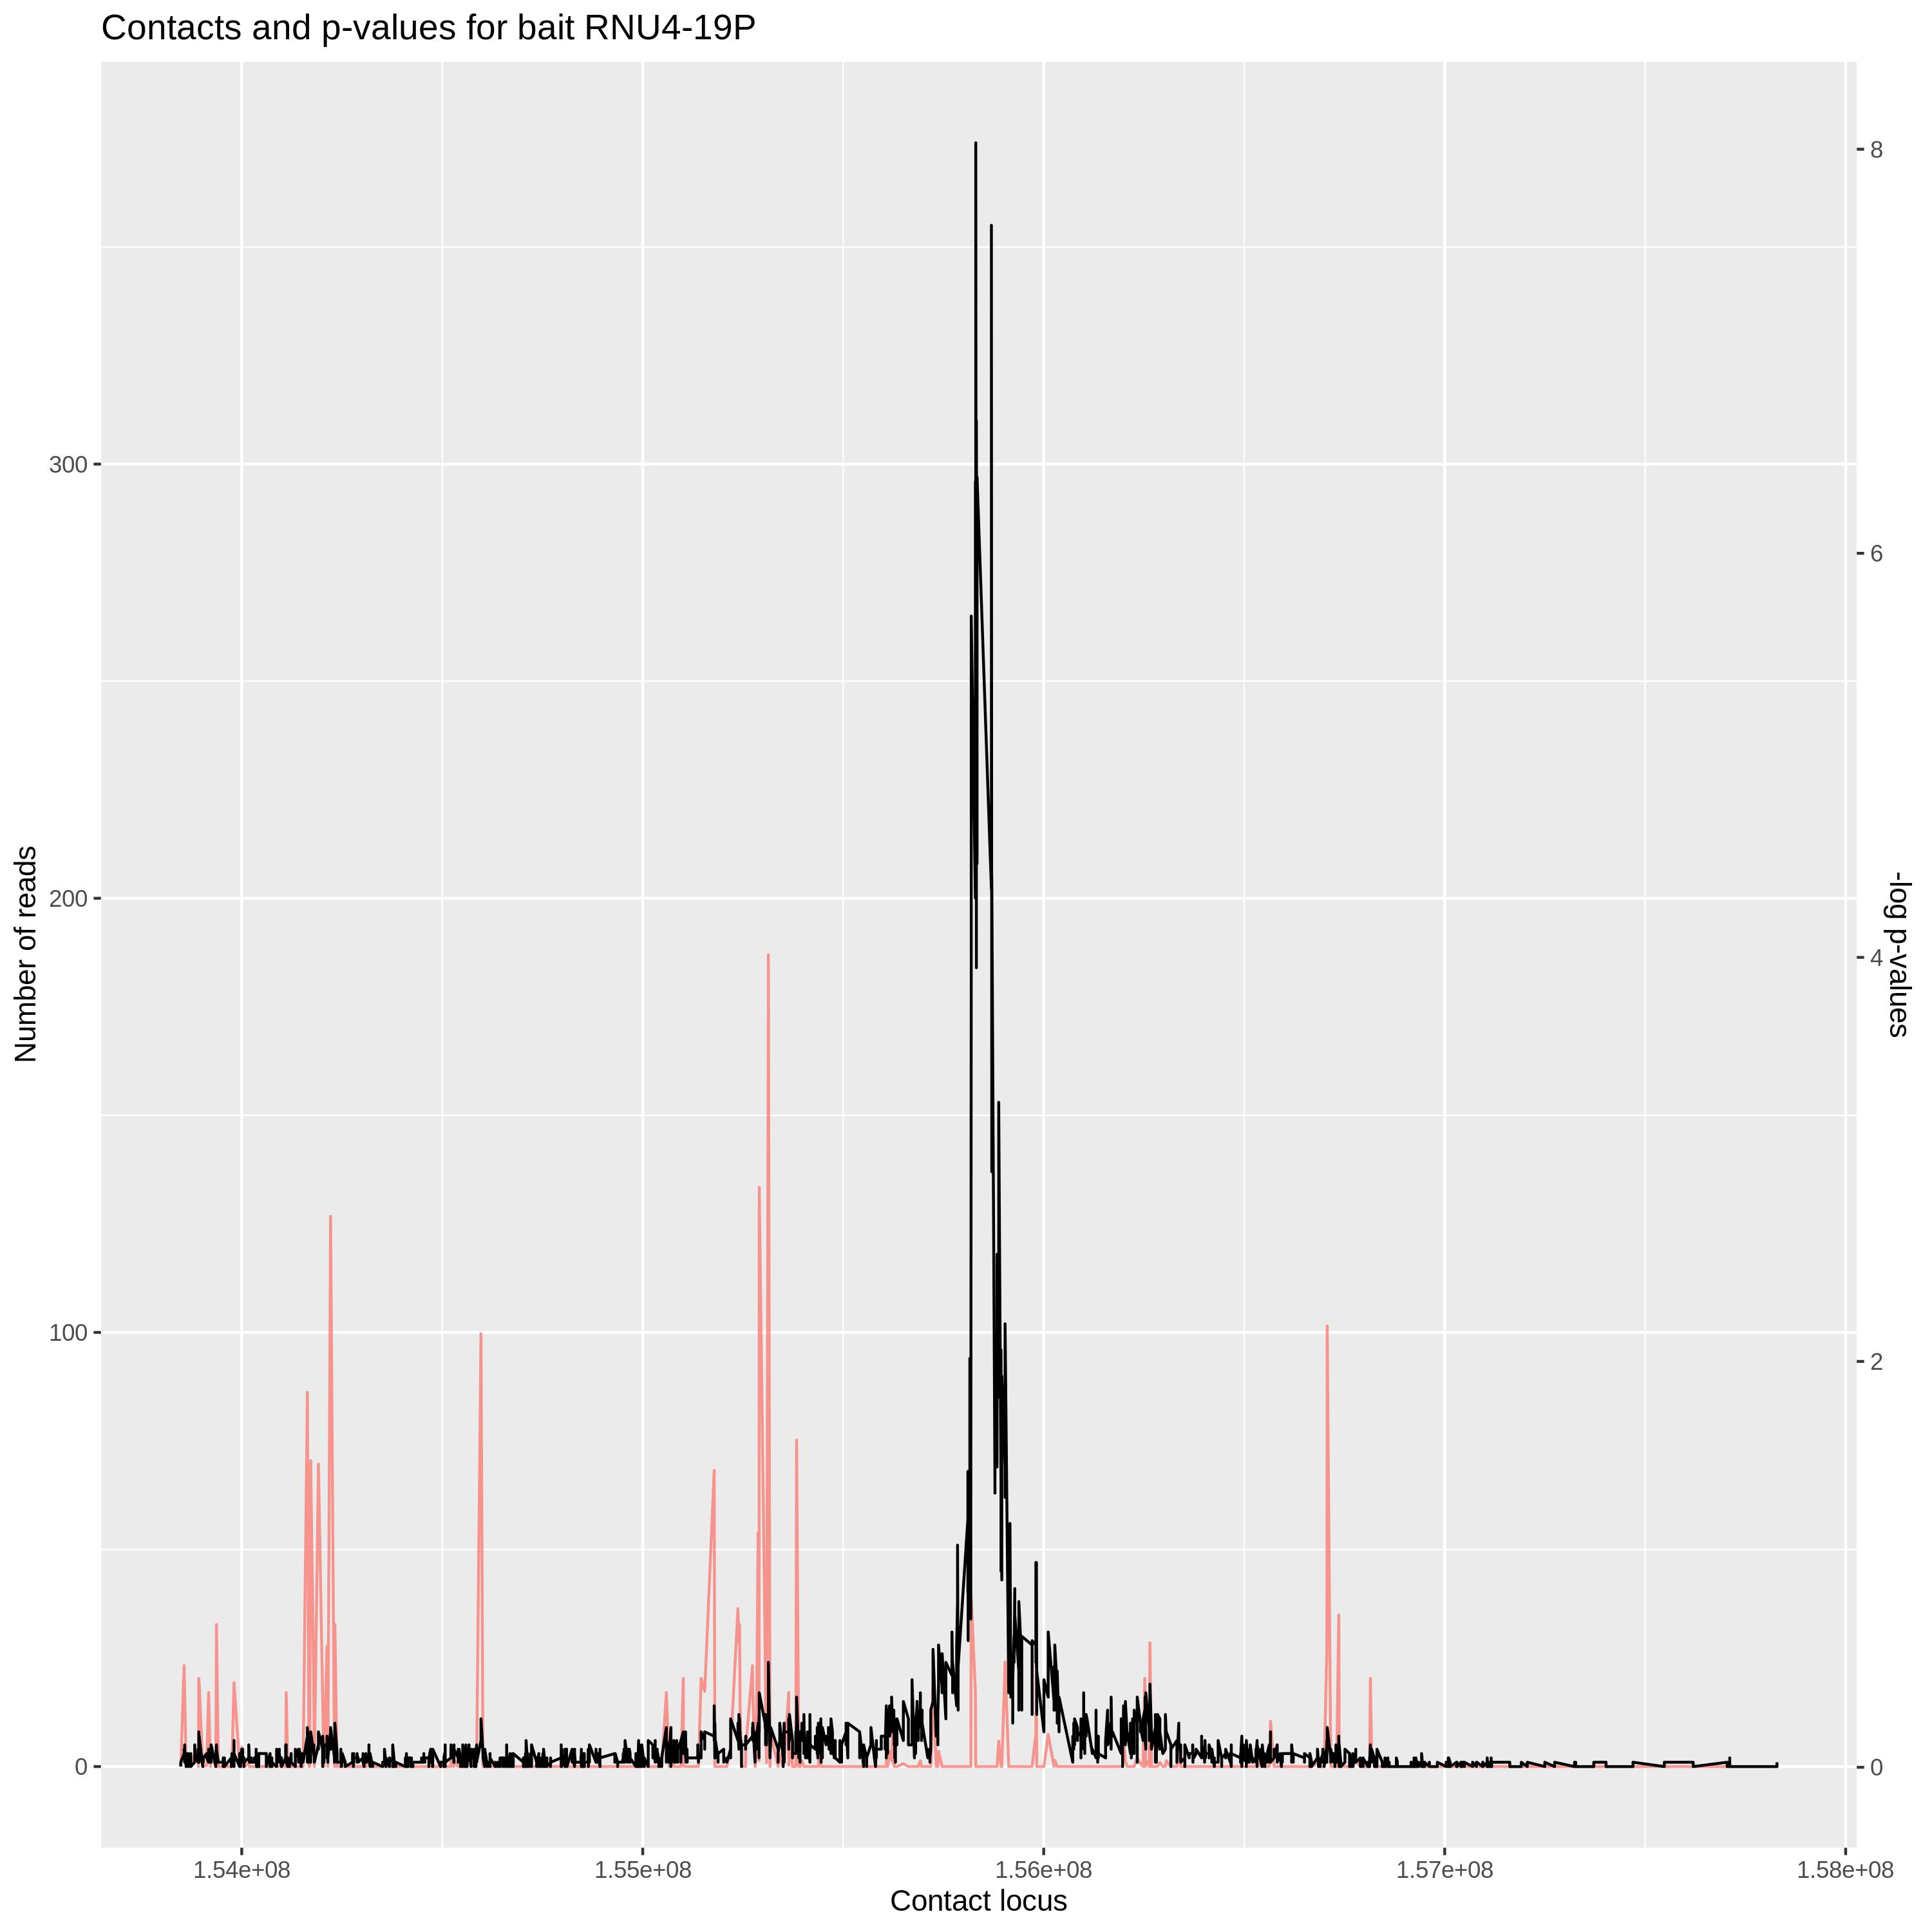 Contacts and p-values for bait RNU4-19P
Number of reads
300
200
100
0
8
6
4
2
0
-log p-values
1.54e+08
1.55e+08
1.56e+08
1.57e+08
1.58e+08
Contact locus